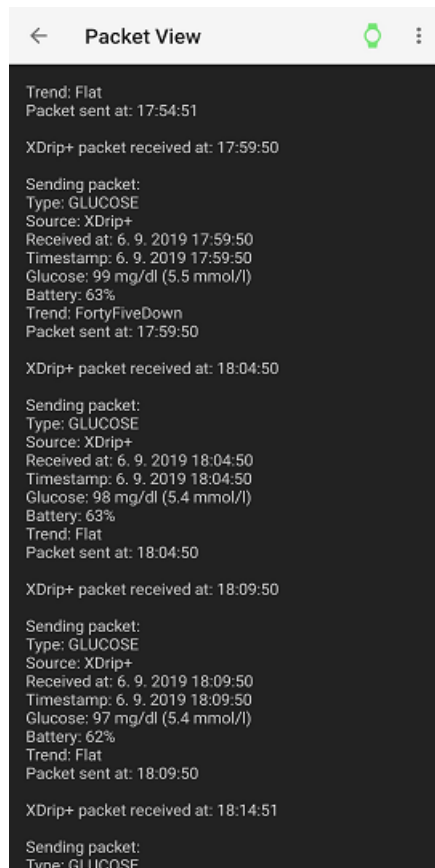 Packet View
Trend: Flat
Packet sent at: 17:54:51
XDrip+ packet received at: 17:59:50
Sending packet:
Type: GLUCOSE
Source: XDrip+
Received at: 6. 9. 2019 17:59:50
Timestamp: 6. 9. 2019 17:59:50
Glucose: 99 mg/dl (5.5 mmol/l)
Battery: 63%
Trend: FortyFiveDown
Packet sent at: 17:59:50
XDrip+ packet received at: 18:04:50
Sending packet:
Type: GLUCOSE
Source: XDrip+
Received at: 6. 9. 2019 18:04:50
Timestamp: 6. 9. 2019 18:04:50
Glucose: 98 mg/dl (5.4 mmol/l)
Battery: 63%
Trend: Flat
Packet sent at: 18:04:50
XDrip+ packet received at: 18:09:50
Sending packet:
Type: GLUCOSE
Source: XDrip+
Received at: 6. 9. 2019 18:09:50
Timestamp: 6. 9. 2019 18:09:50
Glucose: 97 mg/dl (5.4 mmol/l)
Battery: 62%
Trend: Flat
Packet sent at: 18:09:50
XDrip+ packet received at: 18:14:51
Sending packet:
Type: GLUCOSE